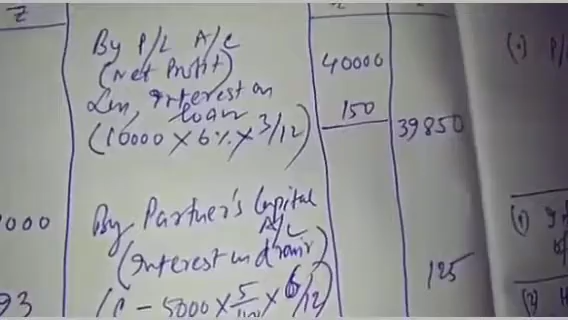 By P/L A/C
(Net Profit) 40000
Less, Interest on
loan 150
(10000 × 6% × 3/12) 39850
By Partner's Capital
A/C
(Interest on drawing)
125
000
93 (C - 5000 × 5/100 × 6/12)